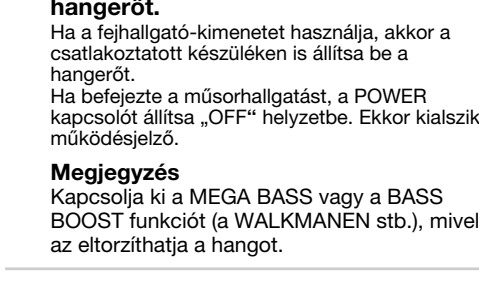 hangerőt.
Ha a fejhallgató-kimenetet használja, akkor a
csatlakoztatott készüléken is állítsa be a
hangerőt.
Ha befejezte a műsorhallgatást, a POWER
kapcsolót állítsa „OFF“ helyzetbe. Ekkor kialszik
működésjelző.
Megjegyzés
Kapcsolja ki a MEGA BASS vagy a BASS
BOOST funkciót (a WALKMANEN stb.), mivel
az eltorzíthatja a hangot.